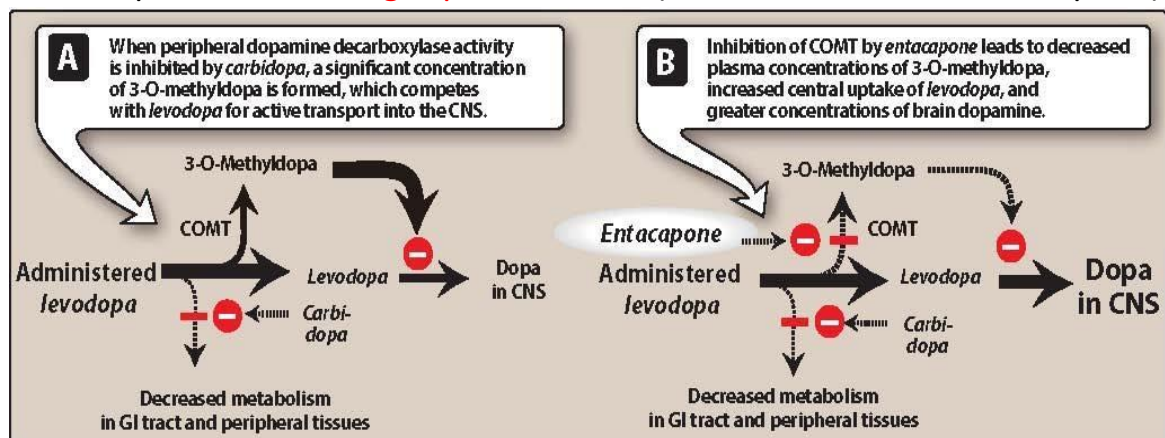 A
When peripheral dopamine decarboxylase activity
is inhibited by carbidopa, a significant concentration
of 3-O-methyldopa is formed, which competes
with levodopa for active transport into the CNS.
3-O-Methyldopa
COMT
Administered
levodopa
Levodopa
Dopa
in CNS
Carbi-
dopa
Decreased metabolism
in GI tract and peripheral tissues
B
Inhibition of COMT by entacapone leads to decreased
plasma concentrations of 3-O-methyldopa,
increased central uptake of levodopa, and
greater concentrations of brain dopamine.
3-O-Methyldopa
Entacapone
COMT
Administered
levodopa
Levodopa
Dopa
in CNS
Carbi-
dopa
Decreased metabolism
in GI tract and peripheral tissues